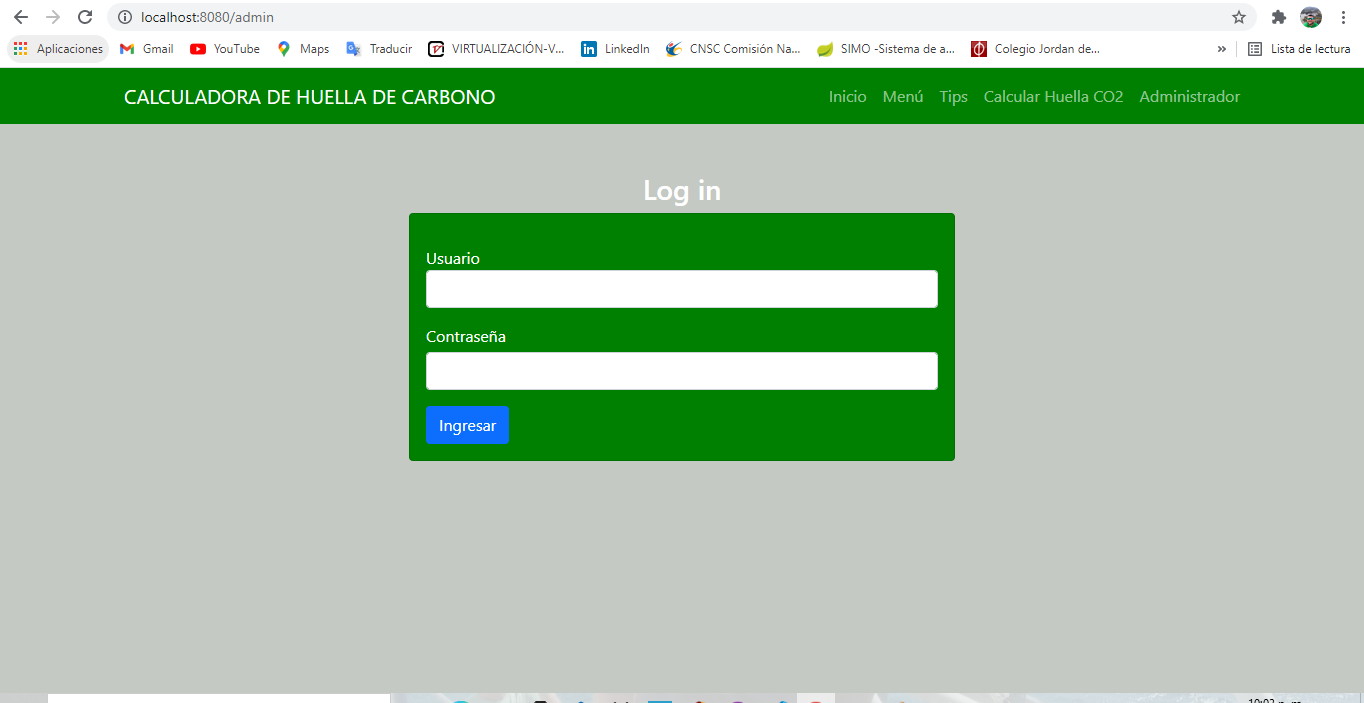 localhost:8080/admin
Aplicaciones Gmail YouTube Maps Traducir VIRTUALIZACIÓN-V... LinkedIn CNSC Comisión Na... SIMO -Sistema de a... Colegio Jordan de... » Lista de lectura
CALCULADORA DE HUELLA DE CARBONO Inicio Menú Tips Calcular Huella CO2 Administrador
Log in
Usuario
Contraseña
Ingresar